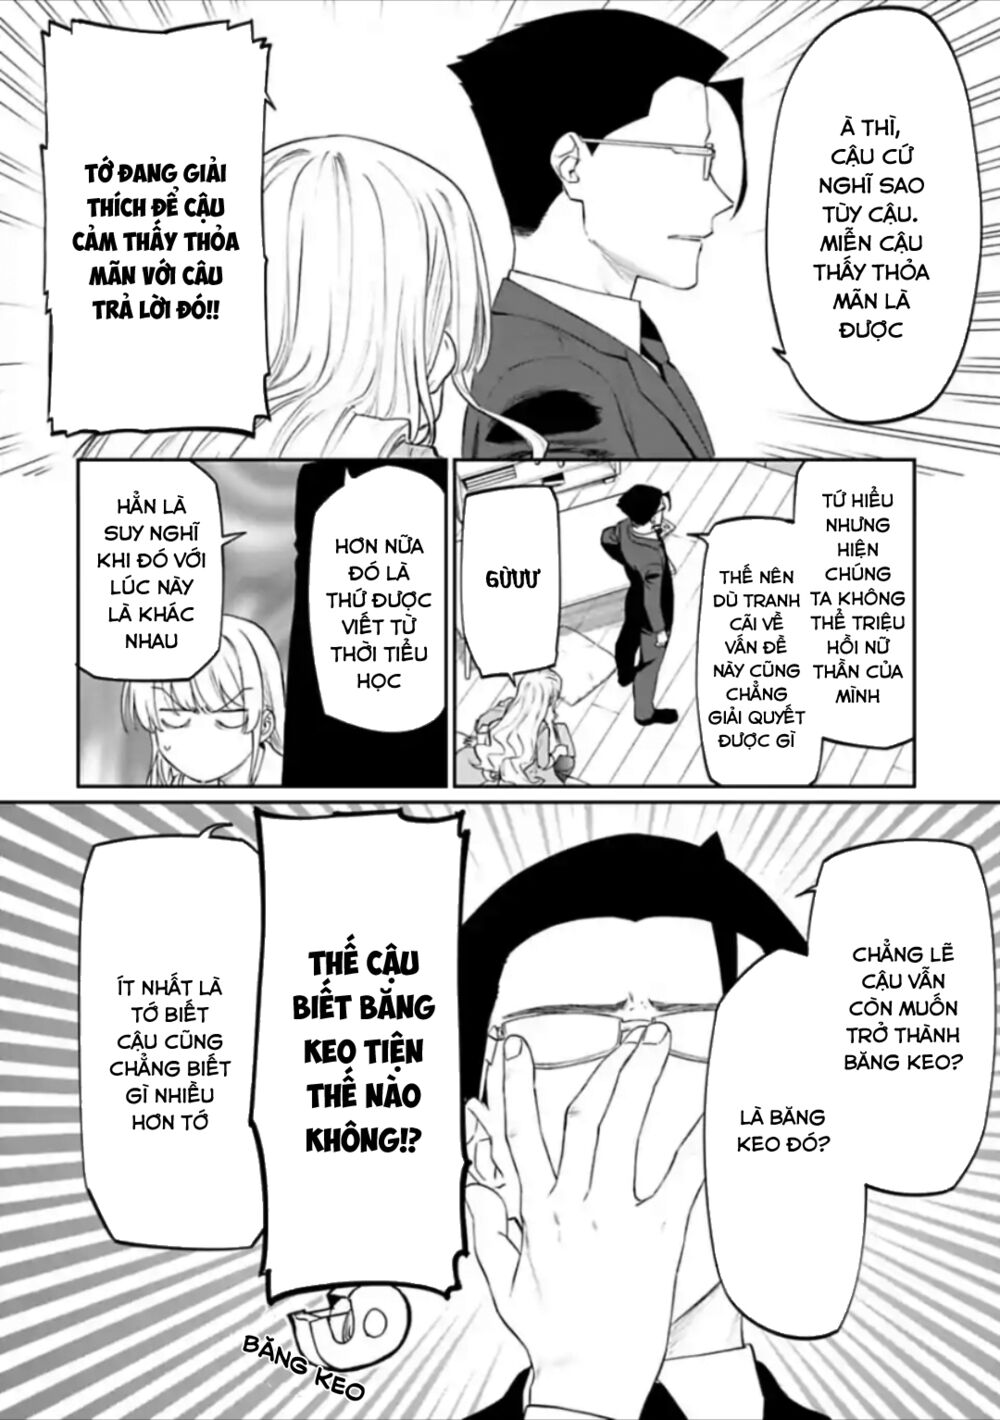 À THÌ,
CẬU CỨ
NGHĨ SAO
TÙY CẬU.
MIỄN CẬU
THẤY THỎA
MÃN LÀ
ĐƯỢC
TỚ ĐANG GIẢI
THÍCH ĐỂ CẬU
CẢM THẤY THỎA
MÃN VỚI CÂU
TRẢ LỜI ĐÓ!!
TỨ HIỂU
NHƯNG
HIỆN
CHÚNG
TA KHÔNG
THỂ TRIỆU
HỒI NỮ
THẦN CỦA
MÌNH
THẾ NÊN
DÙ TRANH
CÃI VỀ
VẤN ĐỀ
NÀY CŨNG
CHẲNG
GIẢI QUYẾT
ĐƯỢC GÌ
GỪƯƯ
HƠN NỮA
ĐÓ LÀ
THỨ ĐƯỢC
VIẾT TỪ
THỜI TIỂU
HỌC
HẲN LÀ
SUY NGHĨ
KHI ĐÓ VỚI
LÚC NÀY
LÀ KHÁC
NHAU
CHẲNG LẼ
CẬU VẪN
CÒN MUỐN
TRỞ THÀNH
BĂNG KEO?
LÀ BĂNG
KEO ĐÓ?
THẾ CẬU
BIẾT BĂNG
KEO TIỆN
THẾ NÀO
KHÔNG!?
ÍT NHẤT LÀ
TỚ BIẾT
CẬU CŨNG
CHẲNG BIẾT
GÌ NHIỀU
HƠN TỚ
BĂNG KEO